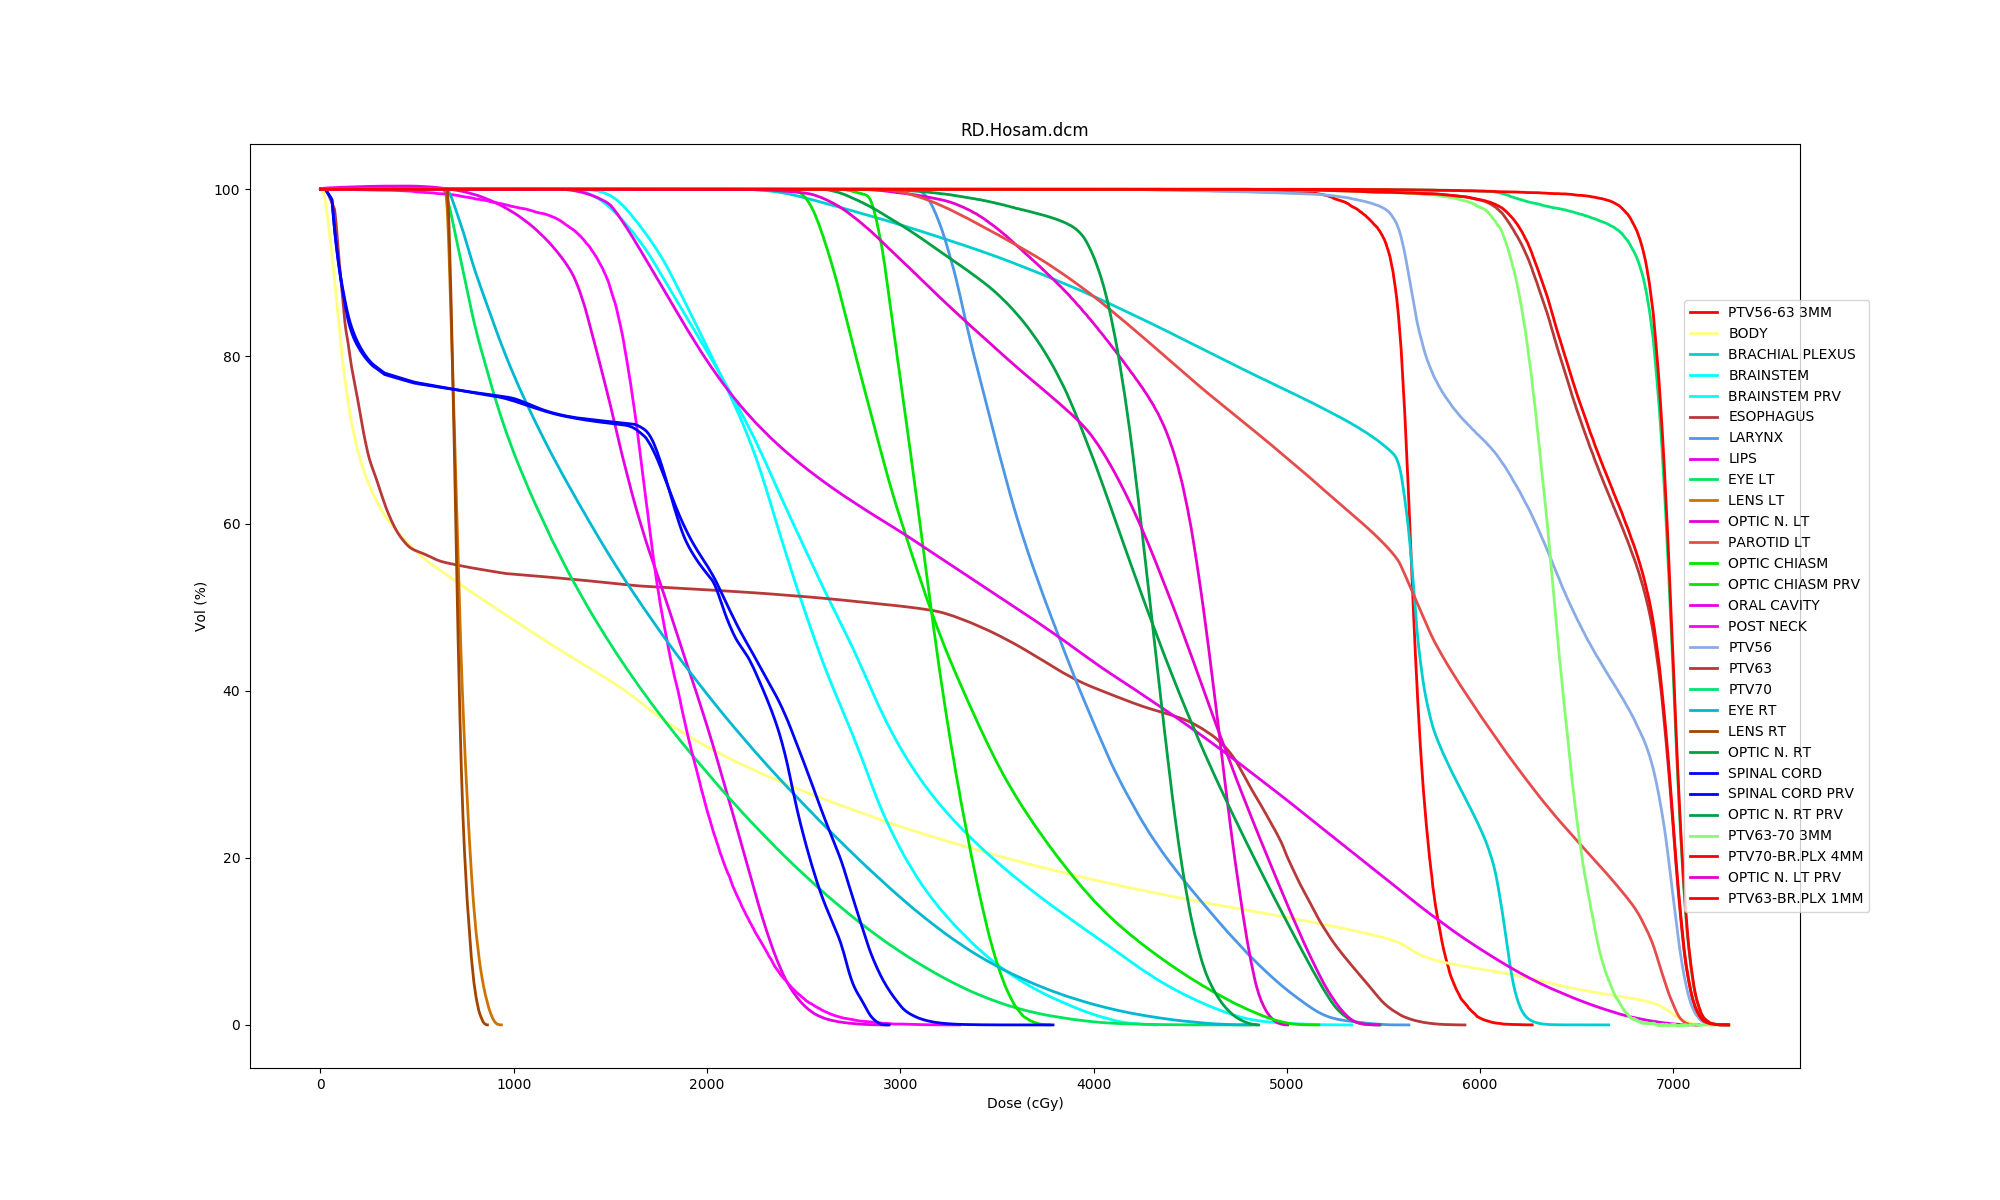 RD.Hosam.dcm
Vol (%)
100
80
60
40
20
0
0 1000 2000 3000 4000 5000 6000 7000
Dose (cGy)
PTV56-63 3MM
BODY
BRACHIAL PLEXUS
BRAINSTEM
BRAINSTEM PRV
ESOPHAGUS
LARYNX
LIPS
EYE LT
LENS LT
OPTIC N. LT
PAROTID LT
OPTIC CHIASM
OPTIC CHIASM PRV
ORAL CAVITY
POST NECK
PTV56
PTV63
PTV70
EYE RT
LENS RT
OPTIC N. RT
SPINAL CORD
SPINAL CORD PRV
OPTIC N. RT PRV
PTV63-70 3MM
PTV70-BR.PLX 4MM
OPTIC N. LT PRV
PTV63-BR.PLX 1MM